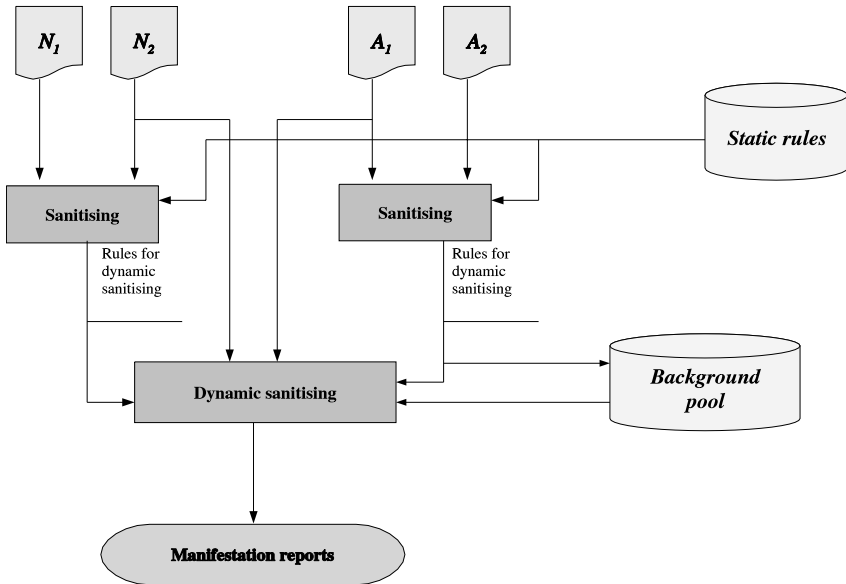 N1
N2
A1
A2
Static rules
Sanitising
Sanitising
Rules for
dynamic
sanitising
Rules for
dynamic
sanitising
Dynamic sanitising
Background
pool
Manifestation reports